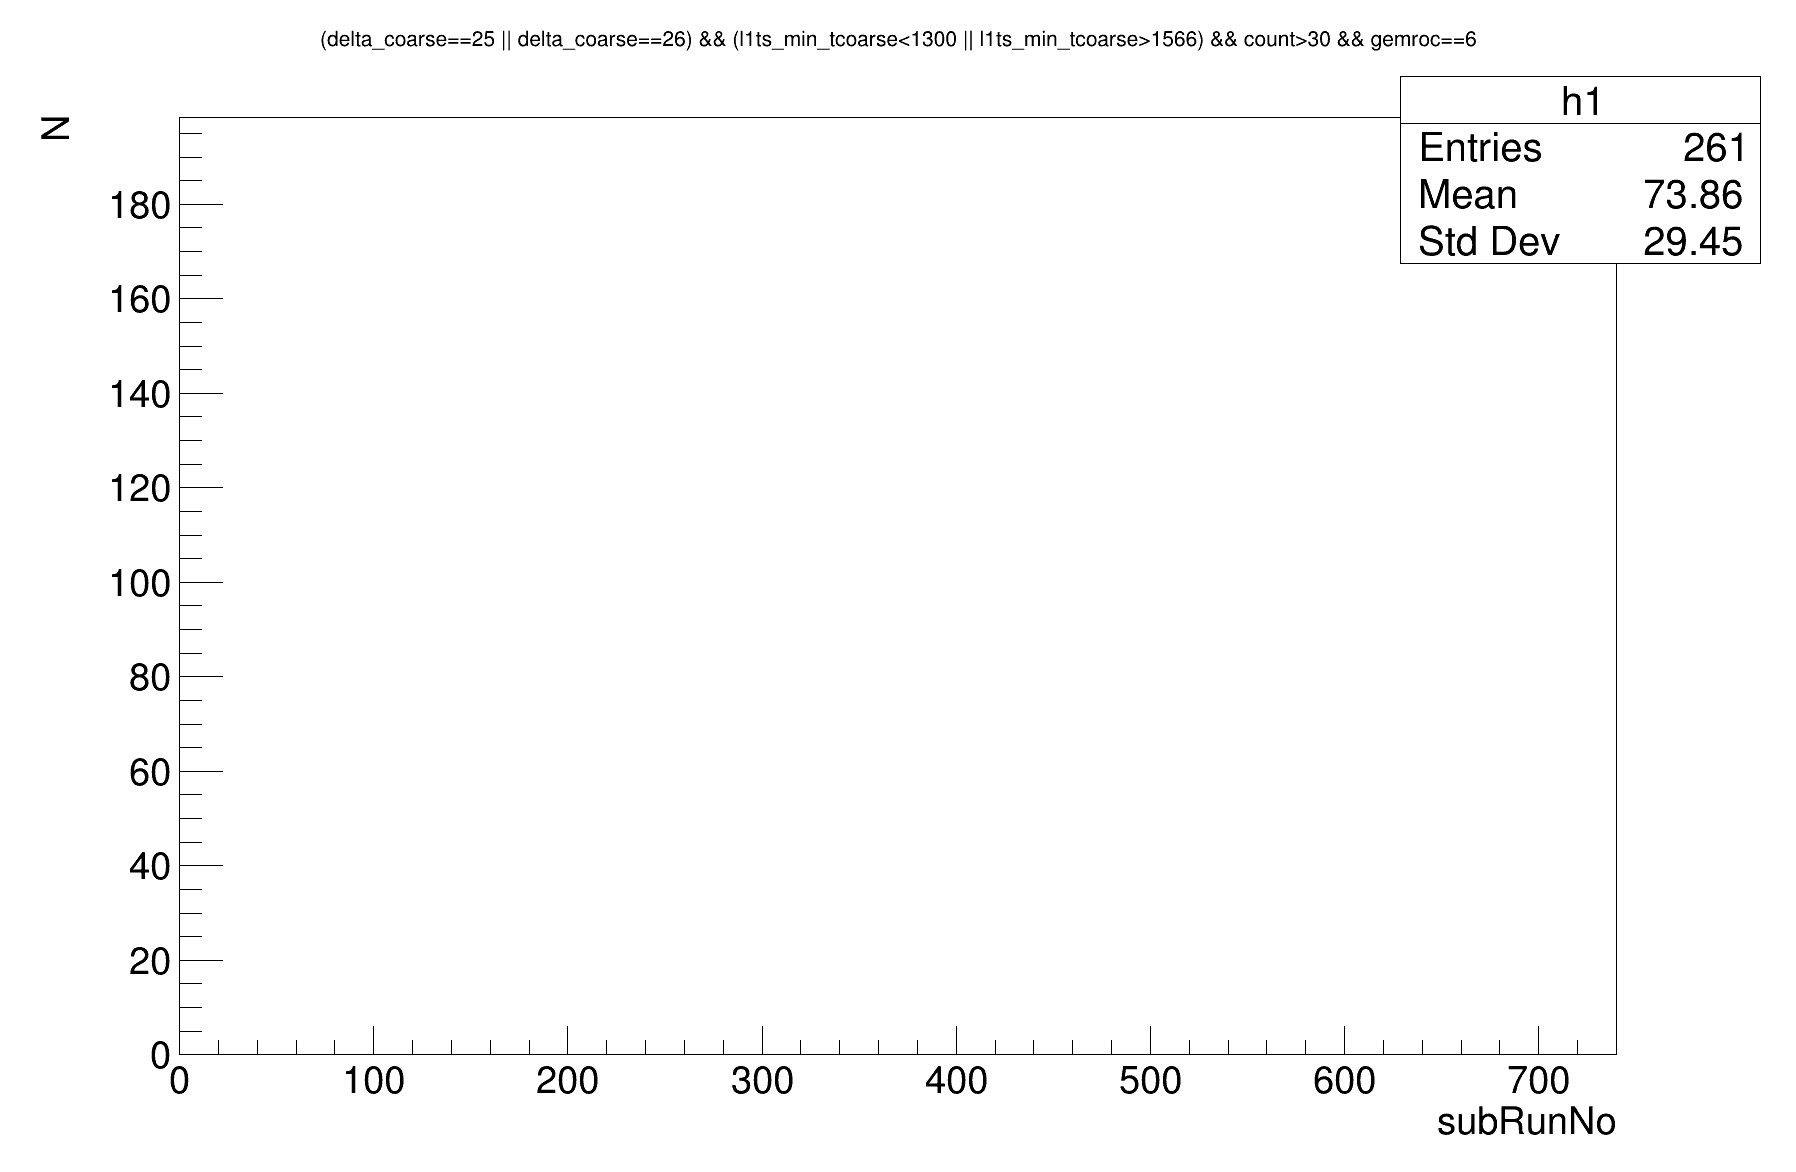 (delta_coarse==25 || delta_coarse==26) && (l1ts_min_tcoarse<1300 || l1ts_min_tcoarse>1566) && count>30 && gemroc==6
N
h1
Entries 261
Mean 73.86
Std Dev 29.45
180
160
140
120
100
80
60
40
20
0
0 100 200 300 400 500 600 700
subRunNo